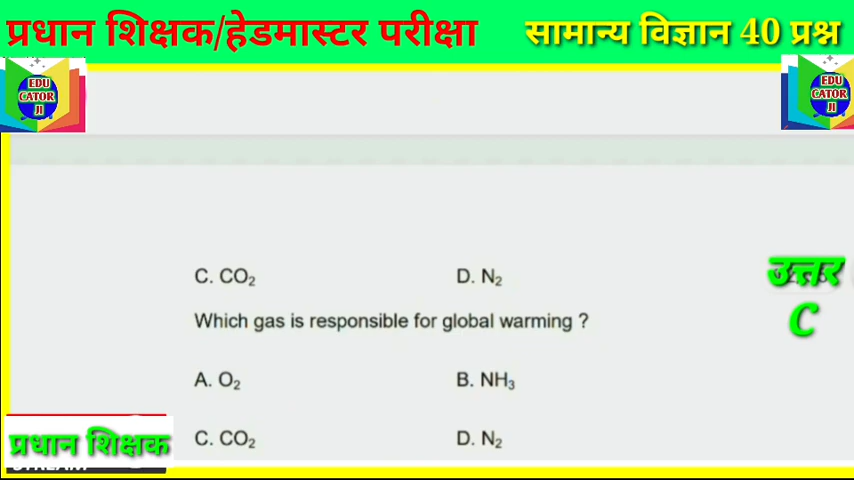 प्रधान शिक्षक/हेडमास्टर परीक्षा
सामान्य विज्ञान 40 प्रश्न
EDU
CATOR
JI
EDU
CATOR
JI
C. CO₂ D. N₂
उत्तर
C
Which gas is responsible for global warming ?
A. O₂ B. NH₃
C. CO₂ D. N₂
प्रधान शिक्षक